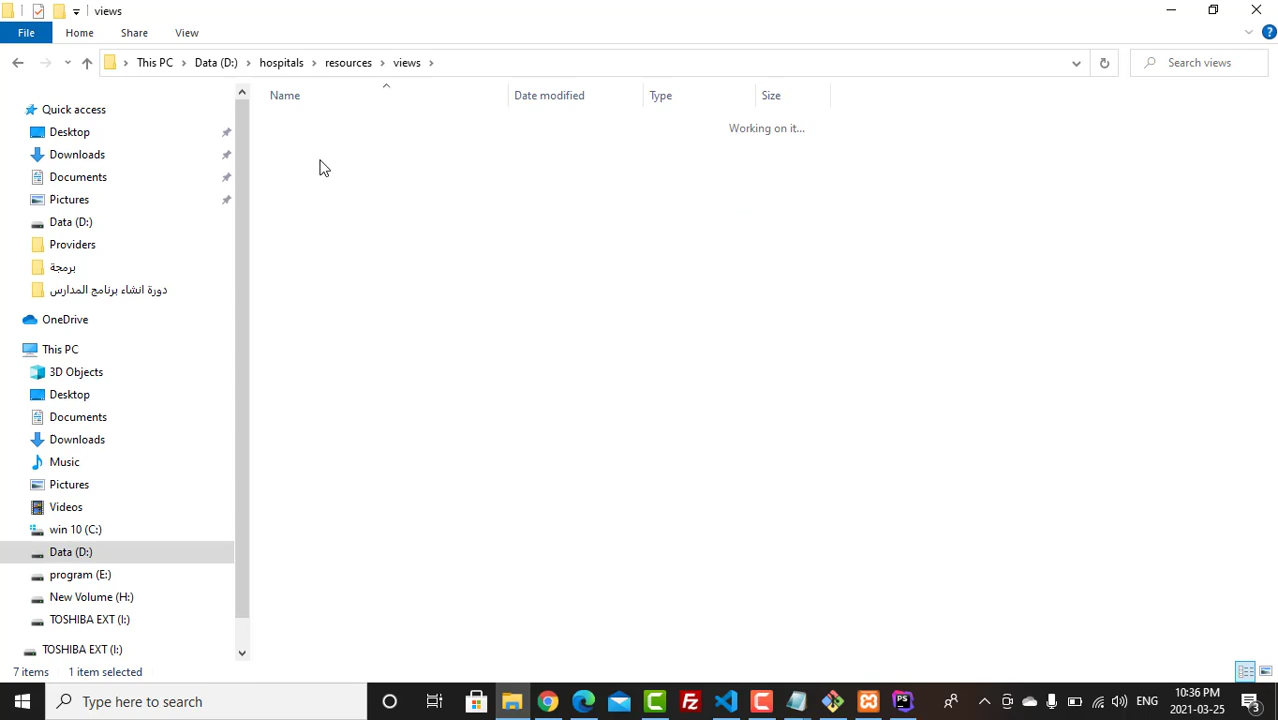 views
File Home Share View
This PC Data (D:) hospitals resources views Search views
Name Date modified Type Size
Working on it...
Quick access
Desktop
Downloads
Documents
Pictures
Data (D:)
Providers
برمجة
دورة انشاء برنامج المدارس
OneDrive
This PC
3D Objects
Desktop
Documents
Downloads
Music
Pictures
Videos
win 10 (C:)
Data (D:)
program (E:)
New Volume (H:)
TOSHIBA EXT (I:)
TOSHIBA EXT (I:)
7 items 1 item selected
Type here to search
ENG
10:36 PM
2021-03-25
3